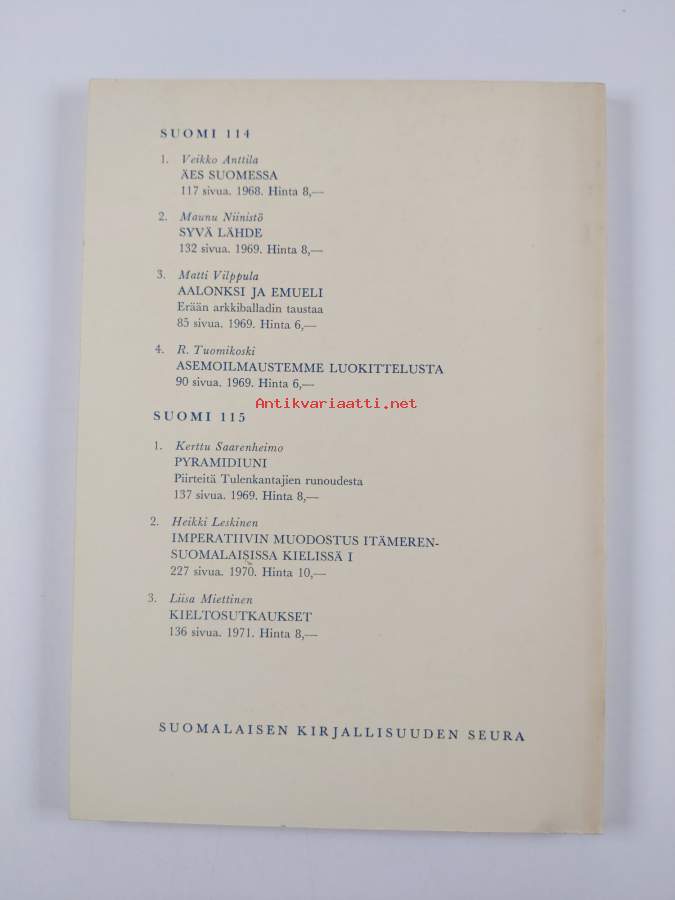 SUOMI 114
1. Veikko Anttila
ÄES SUOMESSA
117 sivua. 1968. Hinta 8,—
2. Maunu Niinistö
SYVÄ LÄHDE
132 sivua. 1969. Hinta 8,—
3. Matti Vilppula
AALONKSI JA EMUELI
Erään arkkiballadin taustaa
85 sivua. 1969. Hinta 6,—
4. R. Tuomikoski
ASEMOILMAUSTEMME LUOKITTELUSTA
90 sivua. 1969. Hinta 6,—
Antikvariaatti.net
SUOMI 115
1. Kerttu Saarenheimo
PYRAMIDIUNI
Piirteitä Tulenkantajien runoudesta
137 sivua. 1969. Hinta 8,—
2. Heikki Leskinen
IMPERATIIVIN MUODOSTUS ITÄMEREN-
SUOMALAISISSA KIELISSÄ I
227 sivua. 1970. Hinta 10,—
3. Liisa Miettinen
KIELTOSUTKAUKSET
136 sivua. 1971. Hinta 8,—
SUOMALAISEN KIRJALLISUUDEN SEURA